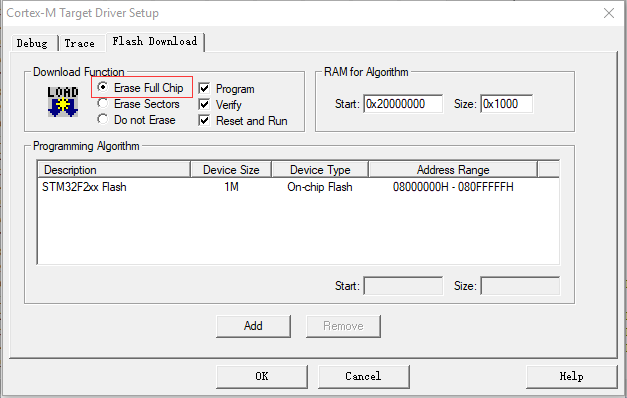 Cortex-M Target Driver Setup
Debug Trace Flash Download
Download Function
LOAD
Erase Full Chip
Erase Sectors
Do not Erase
Program
Verify
Reset and Run
RAM for Algorithm
Start: 0x20000000 Size: 0x1000
Programming Algorithm
Description Device Size Device Type Address Range
STM32F2xx Flash 1M On-chip Flash 08000000H - 080FFFFFH
Start: Size:
Add Remove
OK Cancel Help